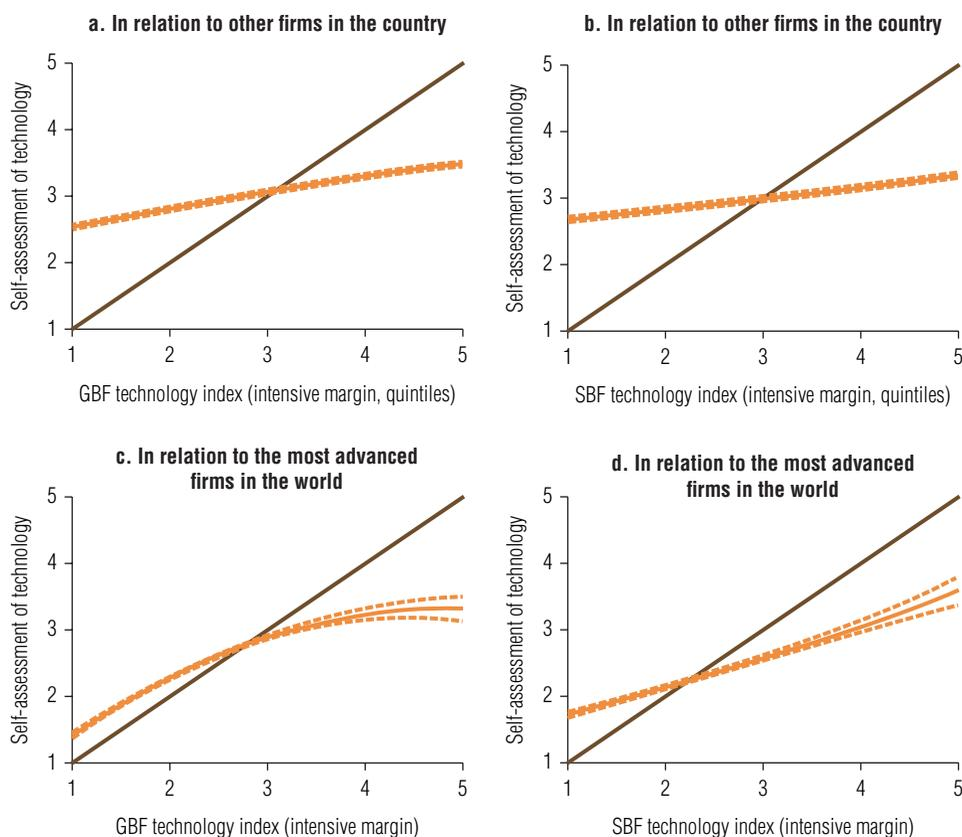 a. In relation to other firms in the country
Self-assessment of technology
5
4
3
2
1
1 2 3 4 5
GBF technology index (intensive margin, quintiles)
b. In relation to other firms in the country
Self-assessment of technology
5
4
3
2
1
1 2 3 4 5
SBF technology index (intensive margin, quintiles)
c. In relation to the most advanced
firms in the world
Self-assessment of technology
5
4
3
2
1
1 2 3 4 5
GBF technology index (intensive margin)
d. In relation to the most advanced
firms in the world
Self-assessment of technology
5
4
3
2
1
1 2 3 4 5
SBF technology index (intensive margin)